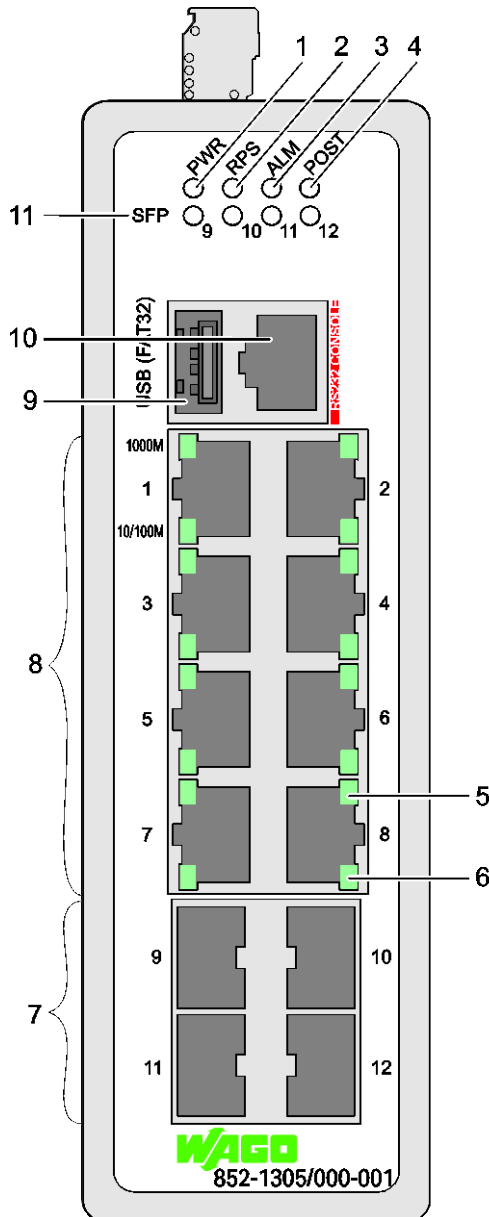 1 2 3 4
PWR RPS ALM POST
11 SFP 9 10 11 12
USB (FAT32)
RS232 CONSOLE
10
9
1000M
1 2
10/100M
3 4
8
5 6
5
7 8
6
9 10
7
11 12
WAGO
852-1305/000-001